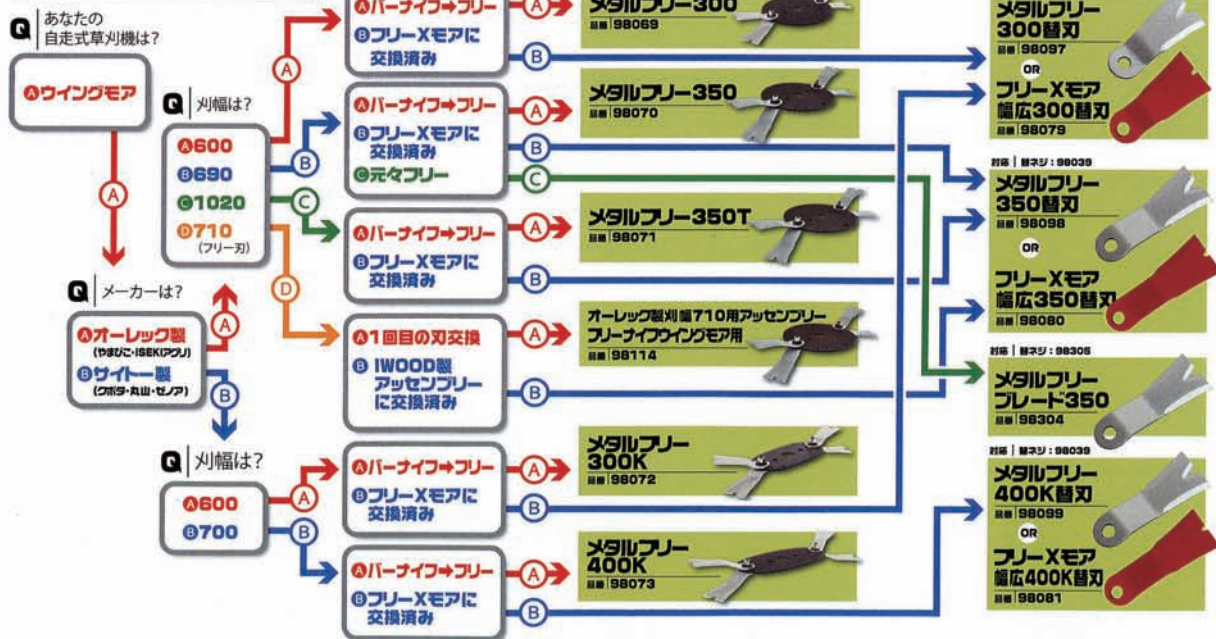 Q あなたの
自走式草刈機は?
Aウイングモア
A
Q メーカーは?
Aオーレック製
(やまびこ・ISEKIアグリ)
Bサイトー製
(クボタ・丸山・ゼノア)
A
B
Q 刈幅は?
A600
B690
C1020
D710
(フリー刃)
A
B
C
D
Q 刈幅は?
A600
B700
A
B
Aバーナイフ→フリー
BフリーXモアに
交換済み
A
B
Aバーナイフ→フリー
BフリーXモアに
交換済み
C元々フリー
A
B
C
Aバーナイフ→フリー
BフリーXモアに
交換済み
A
B
A1回目の刃交換
B IWOOD製
アッセンブリー
に交換済み
A
B
Aバーナイフ→フリー
BフリーXモアに
交換済み
A
B
Aバーナイフ→フリー
BフリーXモアに
交換済み
A
B
メタルフリー300
品番 98069
メタルフリー350
品番 98070
メタルフリー350T
品番 98071
オーレック製刈幅710用アッセンブリー
フリーナイフウイングモア用
品番 98114
メタルフリー
300K
品番 98072
メタルフリー
400K
品番 98073
メタルフリー
300替刃
品番 98097
OR
フリーXモア
幅広300替刃
品番 98079
対応 替ネジ:98039
メタルフリー
350替刃
品番 98098
OR
フリーXモア
幅広350替刃
品番 98080
対応 替ネジ:98305
メタルフリー
ブレード350
品番 98304
対応 替ネジ:98039
メタルフリー
400K替刃
品番 98099
OR
フリーXモア
幅広400K替刃
品番 98081